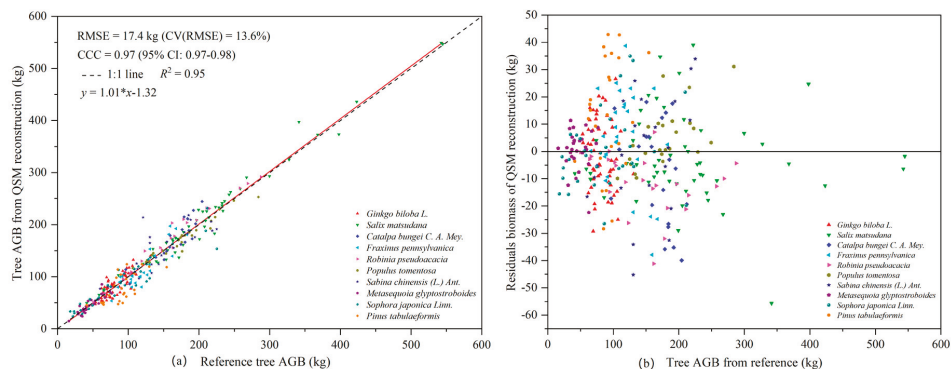 600
500
400
300
200
100
0
Tree AGB from QSM reconstruction (kg)
RMSE = 17.4 kg (CV(RMSE) = 13.6%)
CCC = 0.97 (95% CI: 0.97-0.98)
1:1 line R² = 0.95
y = 1.01*x-1.32
Ginkgo biloba L.
Salix matsudana
Catalpa bungei C. A. Mey.
Fraximus pennsylvanica
Robinia pseudoacacia
Populus tomentosa
Sabina chinensis (L.) Ant.
Metasequoia glyptostroboides
Sophora japonica Linn.
Pinus tabulaeformis
0 100 200 300 400 500 600
(a) Reference tree AGB (kg)
50
40
30
20
10
0
-10
-20
-30
-40
-50
-60
Residuals biomass of QSM reconstruction (kg)
Ginkgo biloba L.
Salix matsudana
Catalpa bungei C. A. Mey.
Fraximus pennsylvanica
Robinia pseudoacacia
Populus tomentosa
Sabina chinensis (L.) Ant.
Metasequoia glyptostroboides
Sophora japonica Linn.
Pinus tabulaeformis
0 100 200 300 400 500 600
(b) Tree AGB from reference (kg)